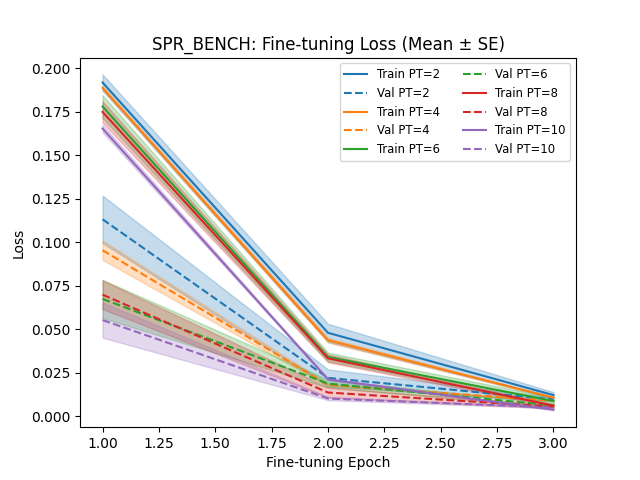 SPR_BENCH: Fine-tuning Loss (Mean ± SE)
Loss
0.200
0.175
0.150
0.125
0.100
0.075
0.050
0.025
0.000
Train PT=2
Val PT=2
Train PT=4
Val PT=4
Train PT=6
Val PT=6
Train PT=8
Val PT=8
Train PT=10
Val PT=10
1.00 1.25 1.50 1.75 2.00 2.25 2.50 2.75 3.00
Fine-tuning Epoch